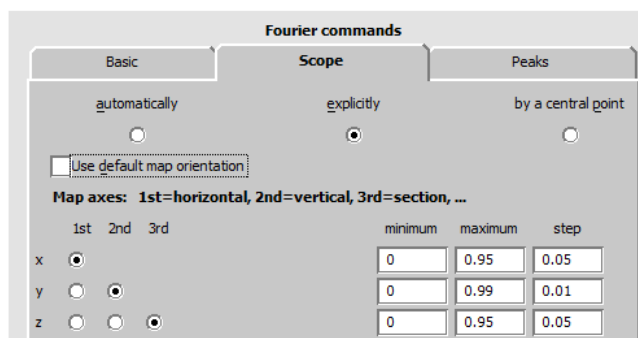 Fourier commands
Basic Scope Peaks
automatically explicitly by a central point
Use default map orientation
Map axes: 1st=horizontal, 2nd=vertical, 3rd=section, ...
1st 2nd 3rd minimum maximum step
x 0 0.95 0.05
y 0 0.99 0.01
z 0 0.95 0.05